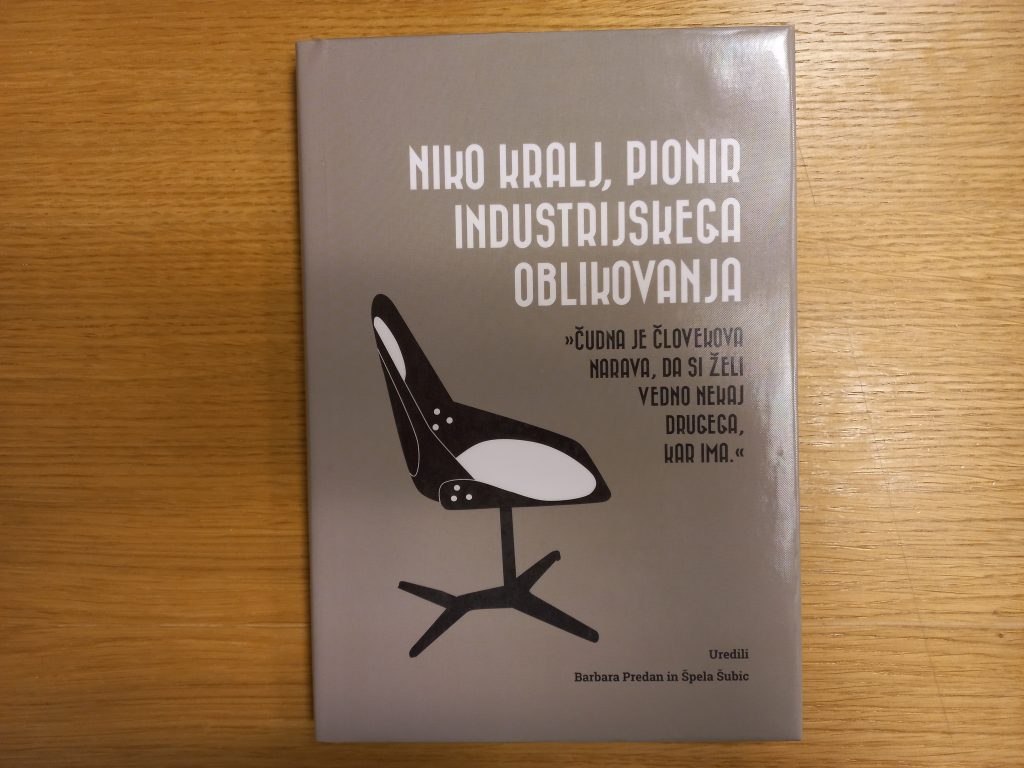 NIKO KRALJ, PIONIR
INDUSTRIJSKEGA
OBLIKOVANJA
»ČUDNA JE ČLOVEKOVA
NARAVA, DA SI ŽELI
VEDNO NEKAJ
DRUGEGA,
KAR IMA.«
Uredili
Barbara Predan in Špela Šubic